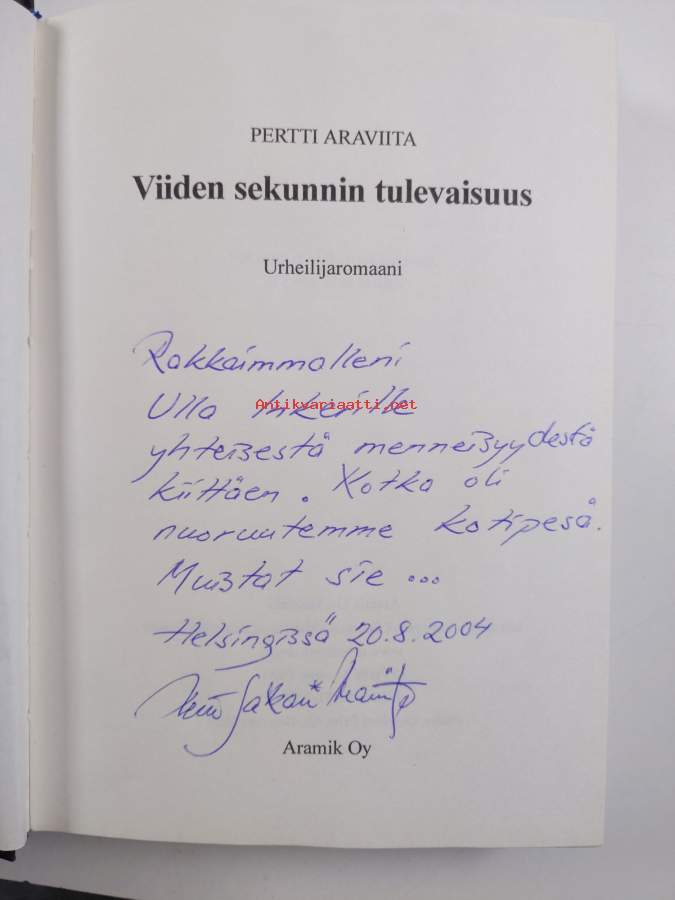 PERTTI ARAVIITA
Viiden sekunnin tulevaisuus
Urheilijaromaani
Rakkaimmalleni
Ulla Inkerille
Antikvariaatti.net
yhteisestä menneisyydestä
kiittäen. Kotka oli
nuoruutemme kotipesä.
Muistat sie ...
Helsingissä 20.8.2004
Aramik Oy